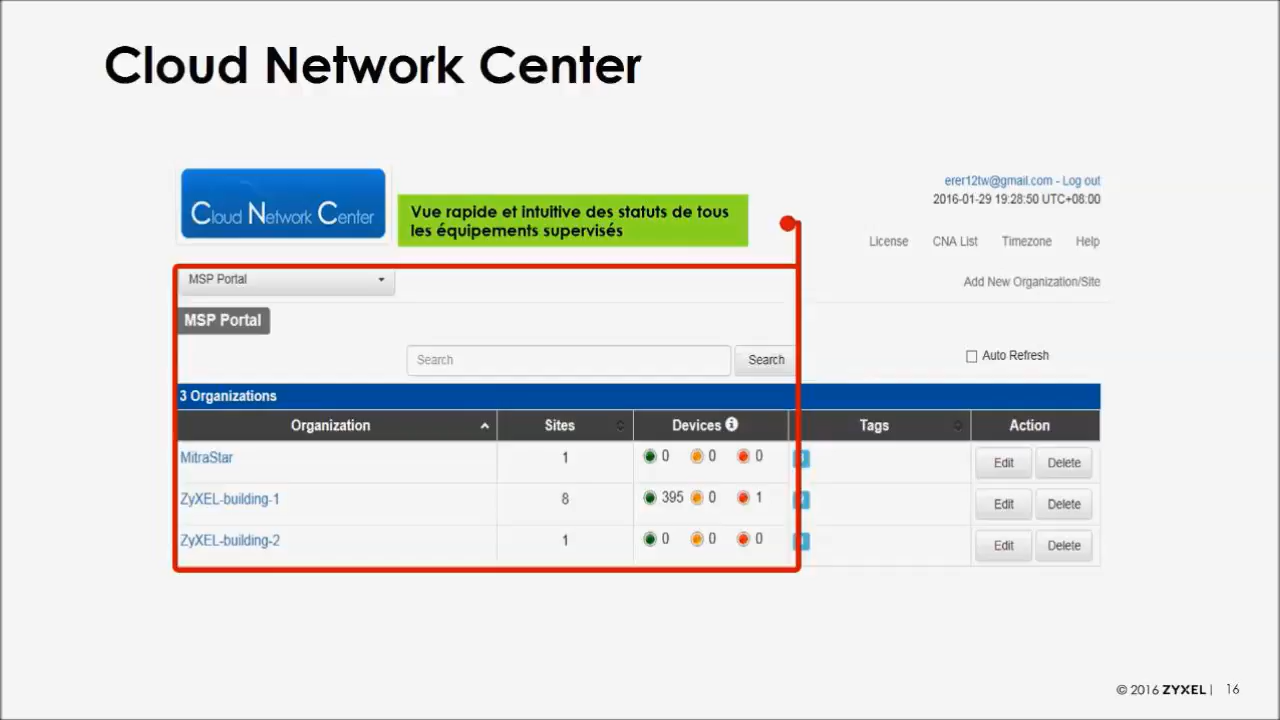 Cloud Network Center
Cloud Network Center
Vue rapide et intuitive des statuts de tous
les équipements supervisés
erer12tw@gmail.com - Log out
2016-01-29 19:28:50 UTC+08:00
License CNA List Timezone Help
MSP Portal
Add New Organization/Site
MSP Portal
Search Search Auto Refresh
3 Organizations
Organization Sites Devices Tags Action
MitraStar 1 0 0 0 Edit Delete
ZyXEL-building-1 8 395 0 1 Edit Delete
ZyXEL-building-2 1 0 0 0 Edit Delete
© 2016 ZYXEL | 16